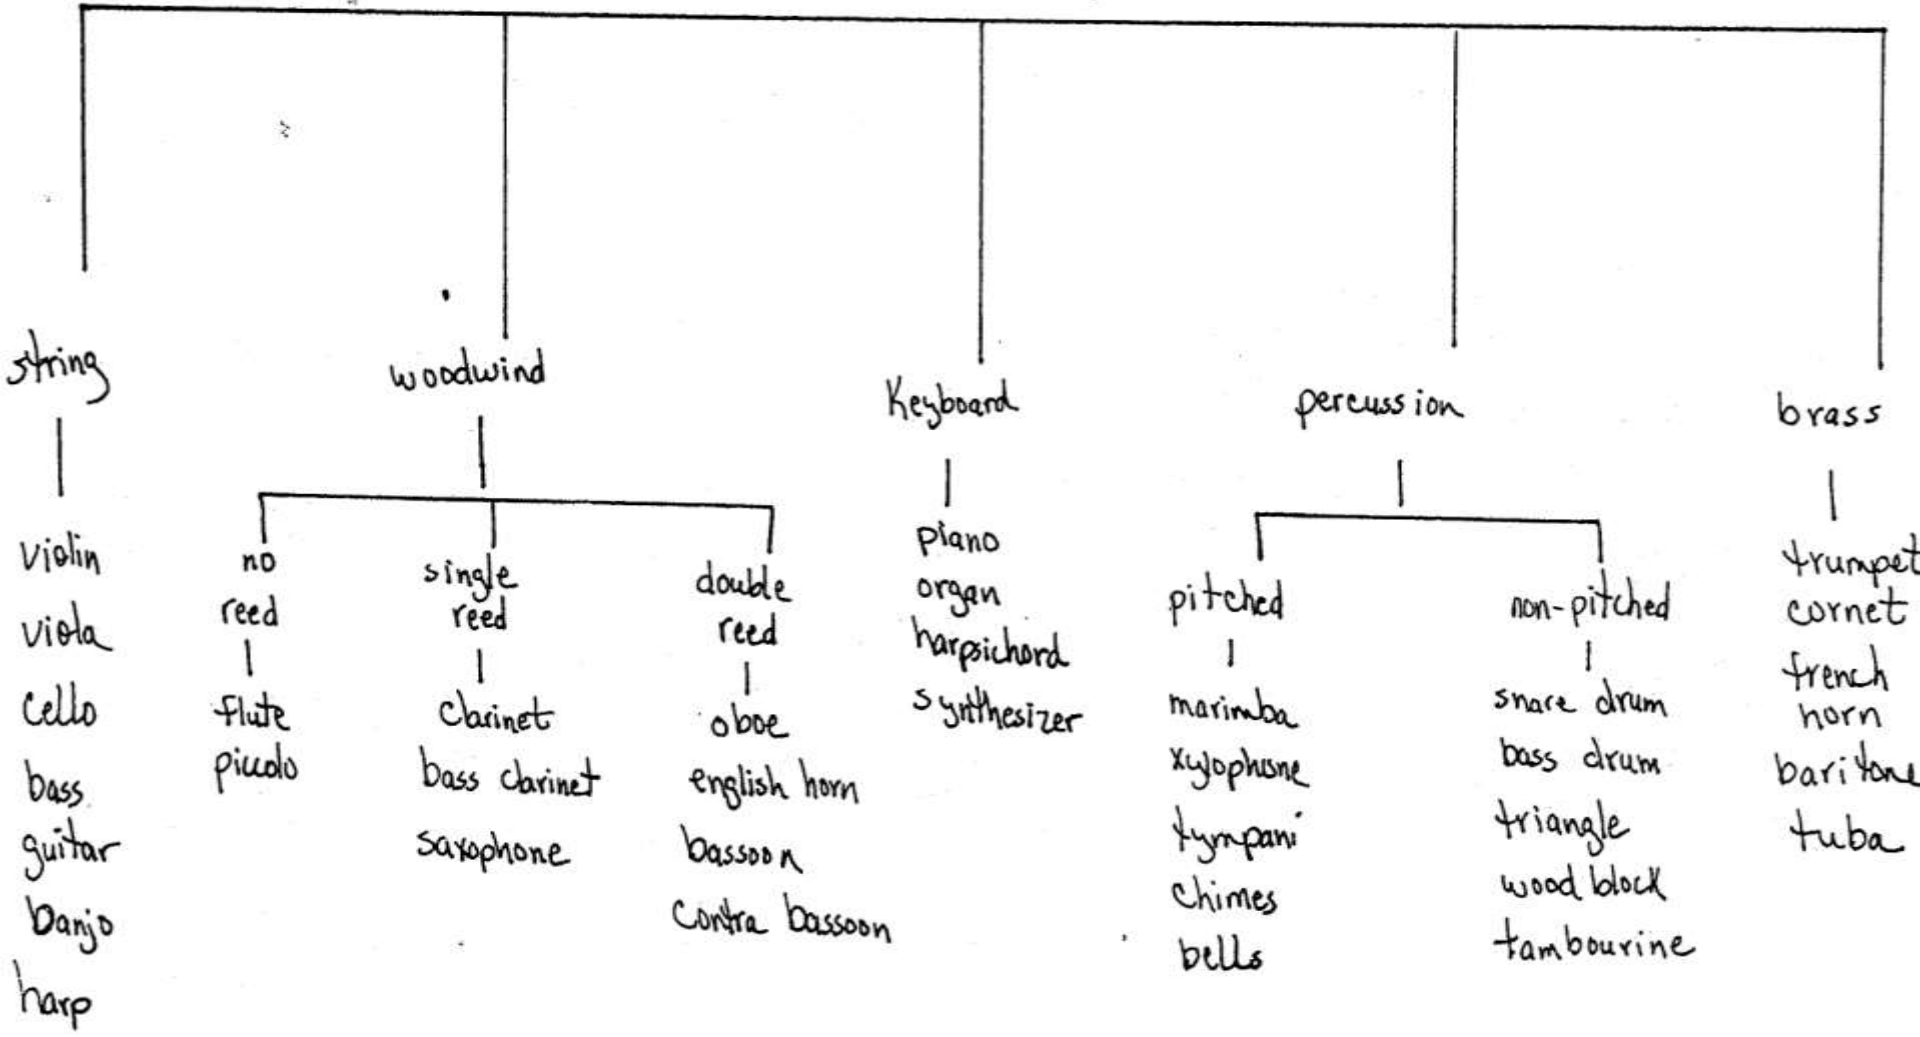 string
violin
viola
cello
bass
guitar
banjo
harp
woodwind
no
reed
flute
piccolo
single
reed
clarinet
bass clarinet
saxophone
double
reed
oboe
english horn
bassoon
contra bassoon
Keyboard
piano
organ
harpsichord
synthesizer
percussion
pitched
marimba
xylophone
tympani
chimes
bells
non-pitched
snare drum
bass drum
triangle
wood block
tambourine
brass
trumpet
cornet
french
horn
baritone
tuba